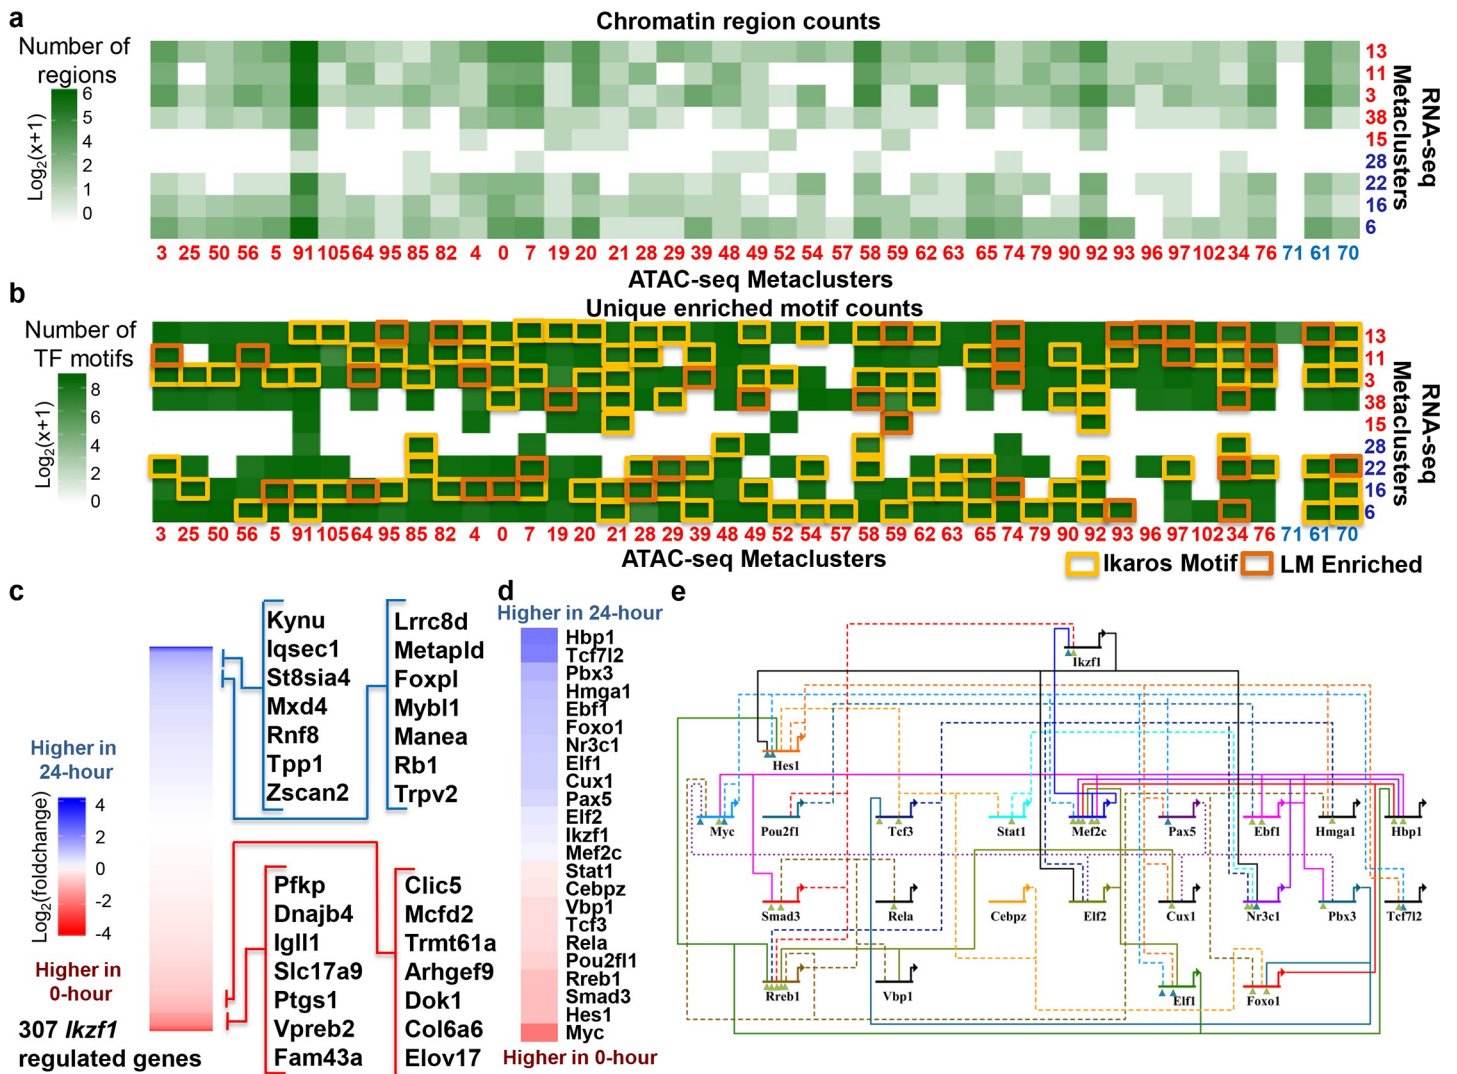 a
Chromatin region counts
Number of
regions
6
5
4
2
1
0
Log2(x+1)
13
11
3
38
15
28
22
16
6
RNA-seq
Metaclusters
3 25 50 56 5 91 105 64 95 85 82 4 0 7 19 20 21 28 29 39 48 49 52 54 57 58 59 62 63 65 74 79 90 92 93 96 97 102 34 76 71 61 70
ATAC-seq Metaclusters
b
Unique enriched motif counts
Number of
TF motifs
8
6
4
2
0
Log2(x+1)
13
11
3
38
15
28
22
16
6
RNA-seq
Metaclusters
3 25 50 56 5 91 105 64 95 85 82 4 0 7 19 20 21 28 29 39 48 49 52 54 57 58 59 62 63 65 74 79 90 92 93 96 97 102 34 76 71 61 70
ATAC-seq Metaclusters
Ikaros Motif
LM Enriched
c
Higher in
24-hour
4
2
0
-2
-4
Log2(foldchange)
Higher in
0-hour
307 Ikzf1
regulated genes
Kynu
Iqsec1
St8sia4
Mxd4
Rnf8
Tpp1
Zscan2
Lrrc8d
Metapld
Foxpl
Mybl1
Manea
Rb1
Trpv2
Pfkp
Dnajb4
Igll1
Slc17a9
Ptgs1
Vpreb2
Fam43a
Clic5
Mcfd2
Trmt61a
Arhgef9
Dok1
Col6a6
Elov17
d
Higher in 24-hour
Hbp1
Tcf7l2
Pbx3
Hmga1
Ebf1
Foxo1
Nr3c1
Elf1
Cux1
Pax5
Elf2
Ikzf1
Mef2c
Stat1
Cebpz
Vbp1
Tcf3
Rela
Pou2fl1
Rreb1
Smad3
Hes1
Myc
Higher in 0-hour
e
Ikzf1
Hes1
Myc
Pou2f1
Tcf3
Stat1
Mef2c
Pax5
Ebf1
Hmga1
Hbp1
Smad3
Rela
Cebpz
Elf2
Cux1
Nr3c1
Pbx3
Tcf7l2
Rreb1
Vbp1
Elf1
Foxo1